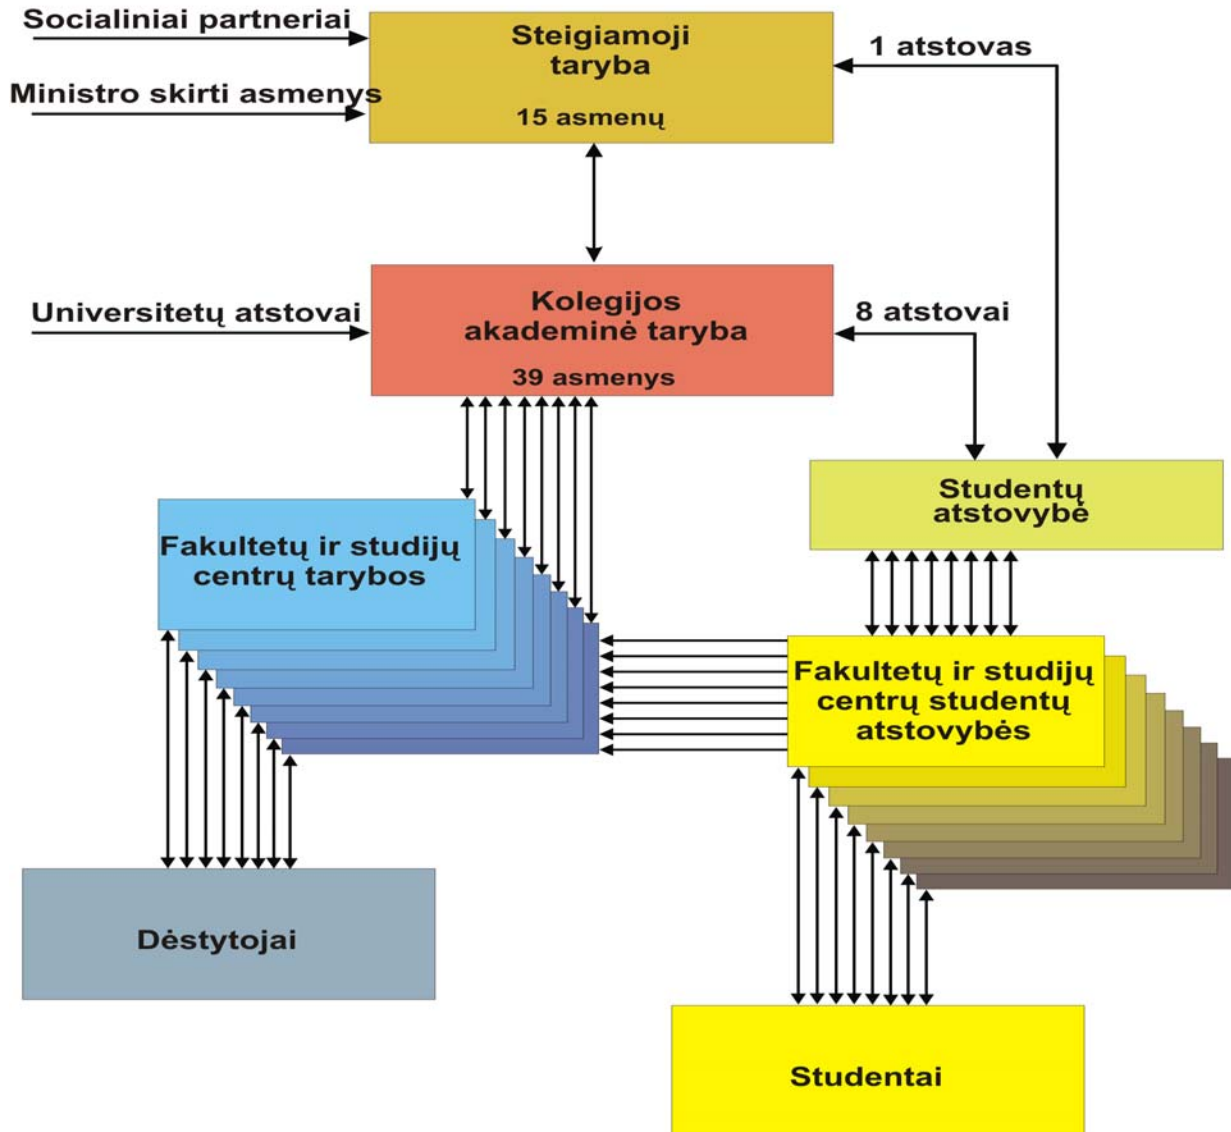 Socialiniai partneriai
Ministro skirti asmenys
Steigiamoji
taryba
15 asmenų
1 atstovas
Universitetų atstovai
Kolegijos
akademinė taryba
39 asmenys
8 atstovai
Studentų
atstovybė
Fakultetų ir studijų
centrų tarybos
Fakultetų ir studijų
centrų studentų
atstovybės
Dėstytojai
Studentai